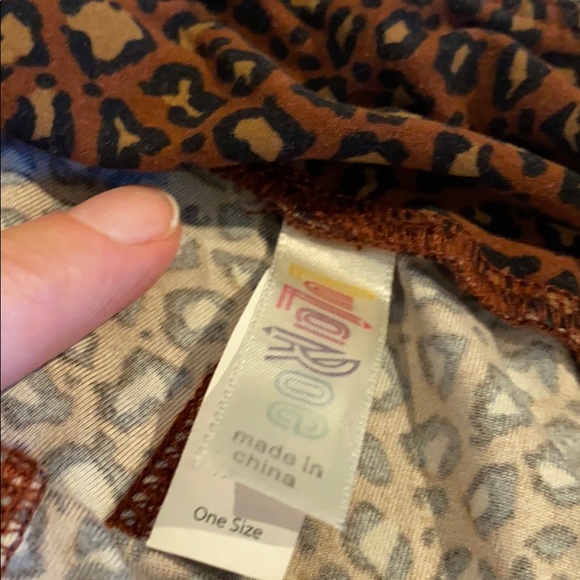 LuLaRoe
made in
china
One Size